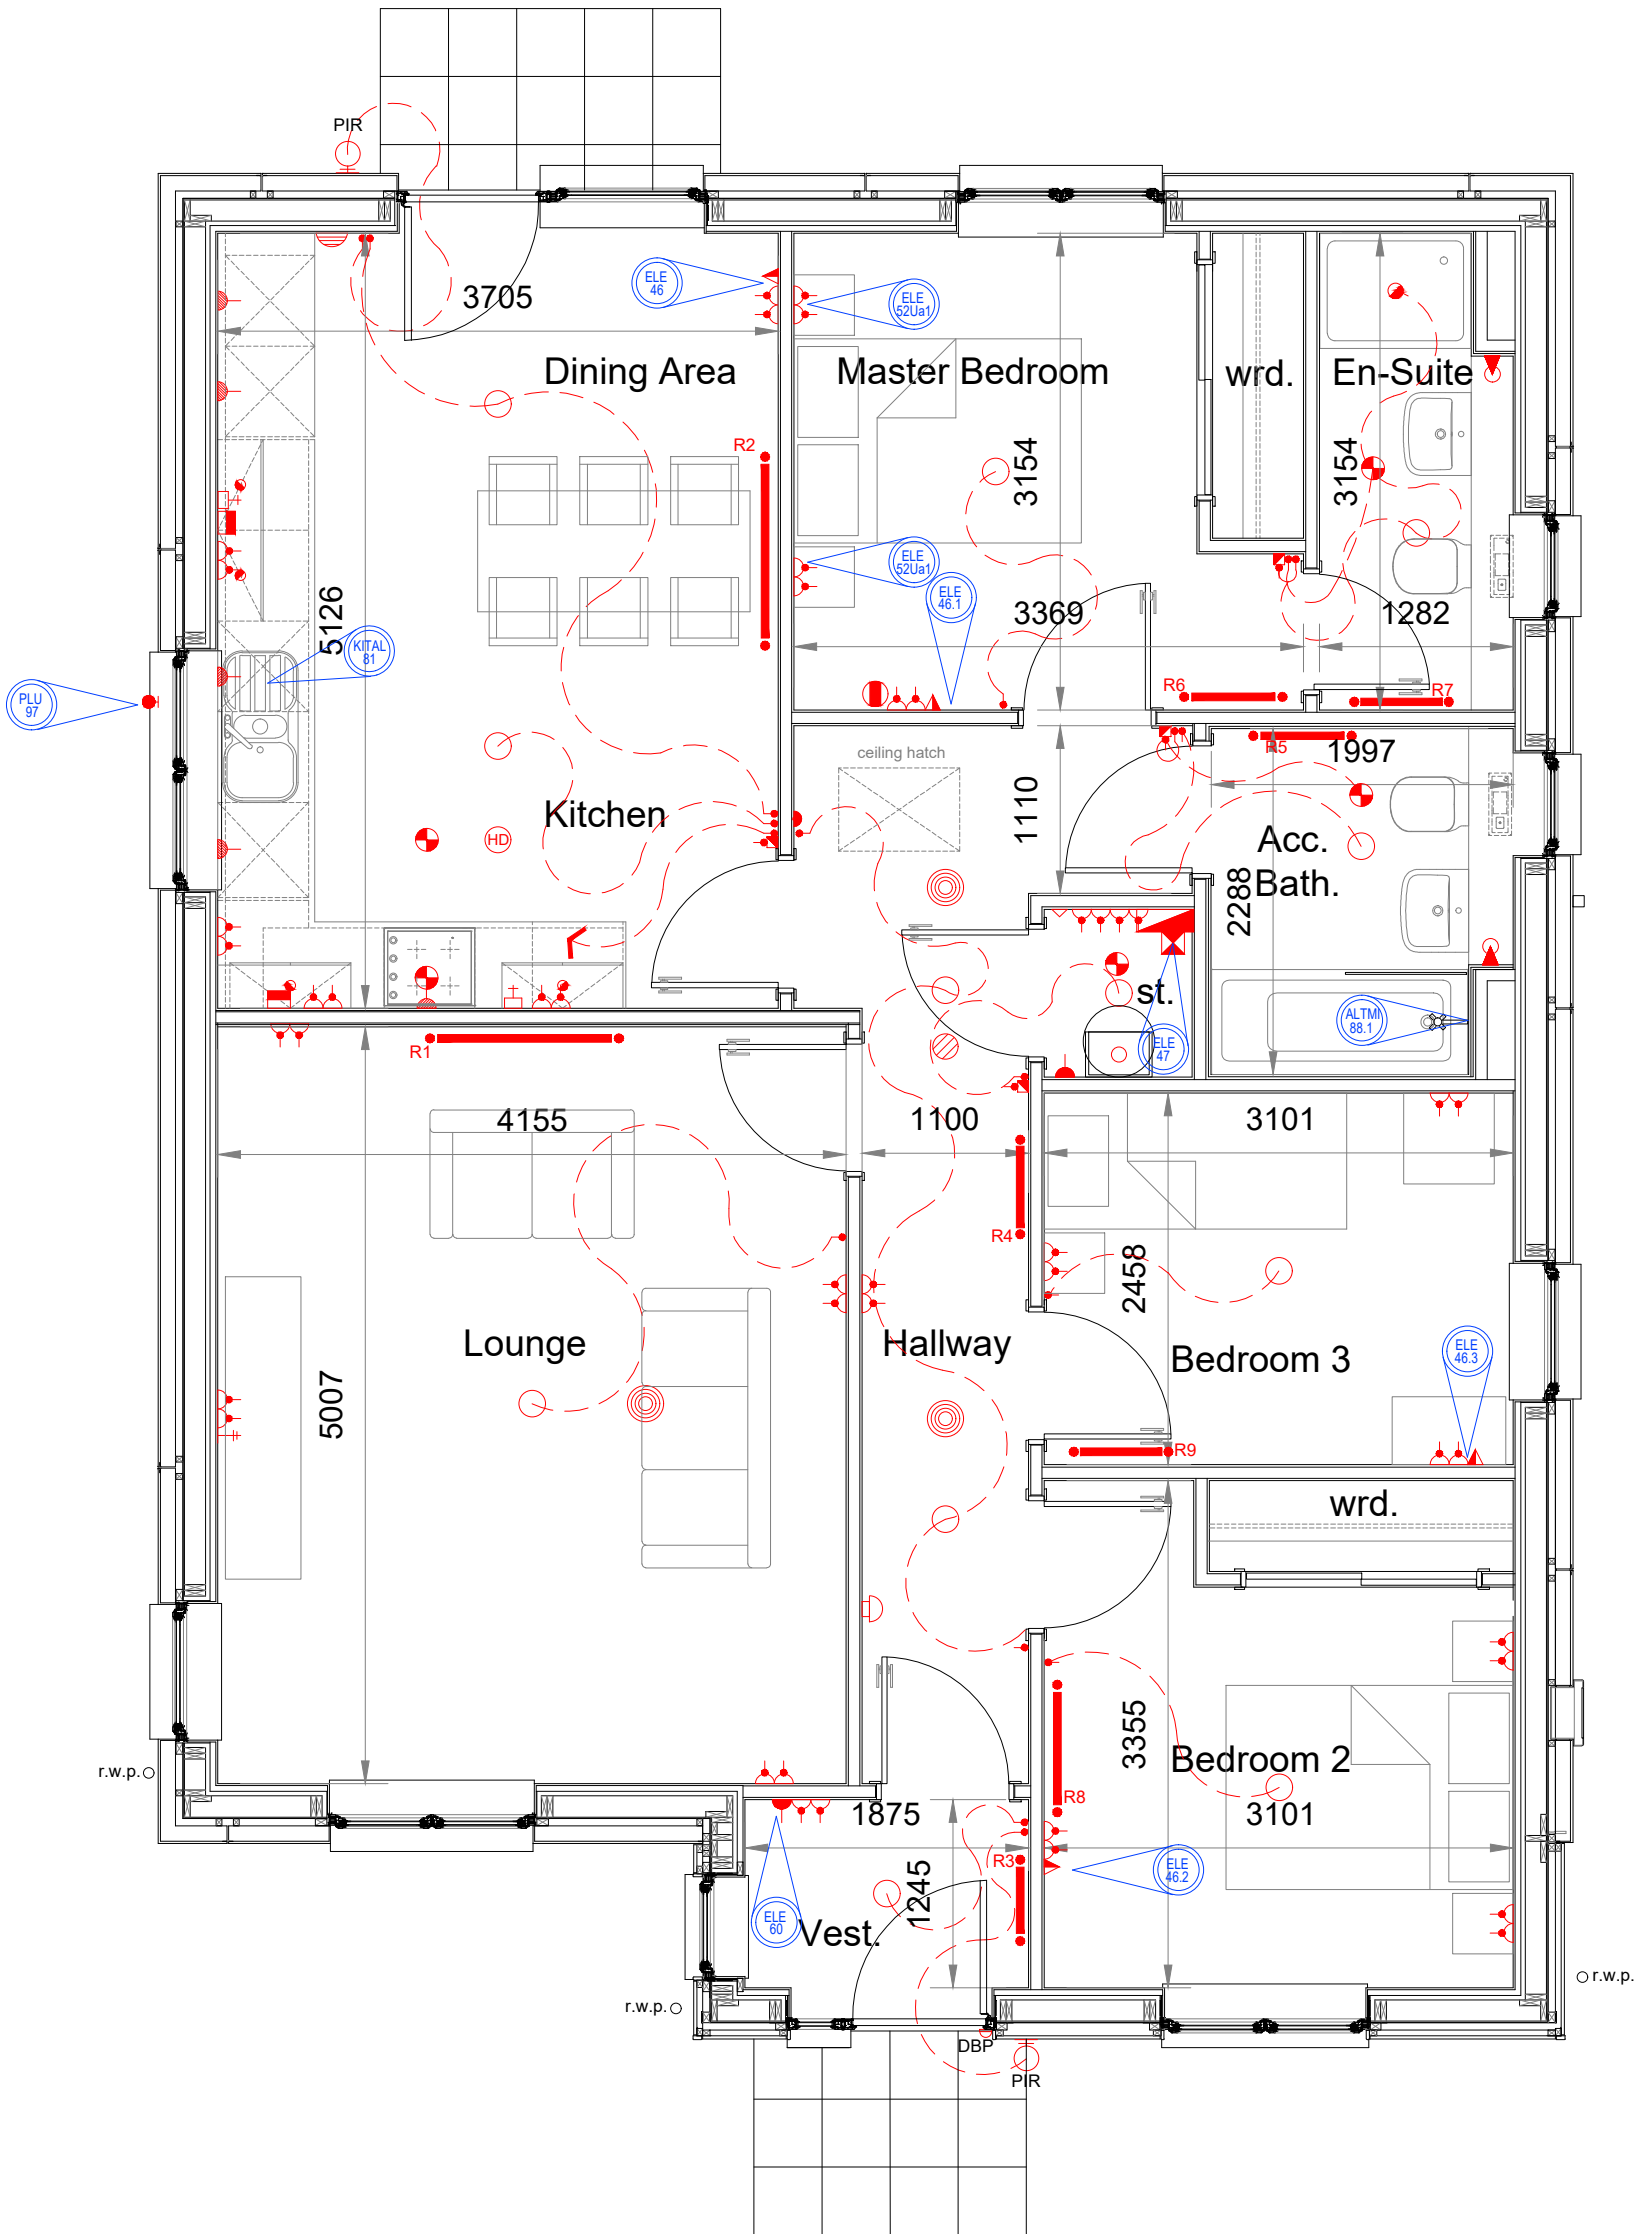 PIR
ELE
46
ELE
52Ua1
3705
Dining Area
Master Bedroom
wrd.
En-Suite
R2
3154
3154
ELE
52Ua1
ELE
46.1
5126
3369
1282
KITAL
81
PLU
97
R6
R7
R5
1997
ceiling hatch
1110
Kitchen
HD
Acc.
Bath.
2288
st.
ALTMI
88.1
ELE
47
R1
4155
1100
3101
R4
2458
Lounge
Hallway
Bedroom 3
ELE
46.3
5007
R9
wrd.
3355
Bedroom 2
r.w.p.
R8
1875
3101
R3
1245
ELE
46.2
ELE
60
Vest.
r.w.p.
r.w.p.
DBP
PIR